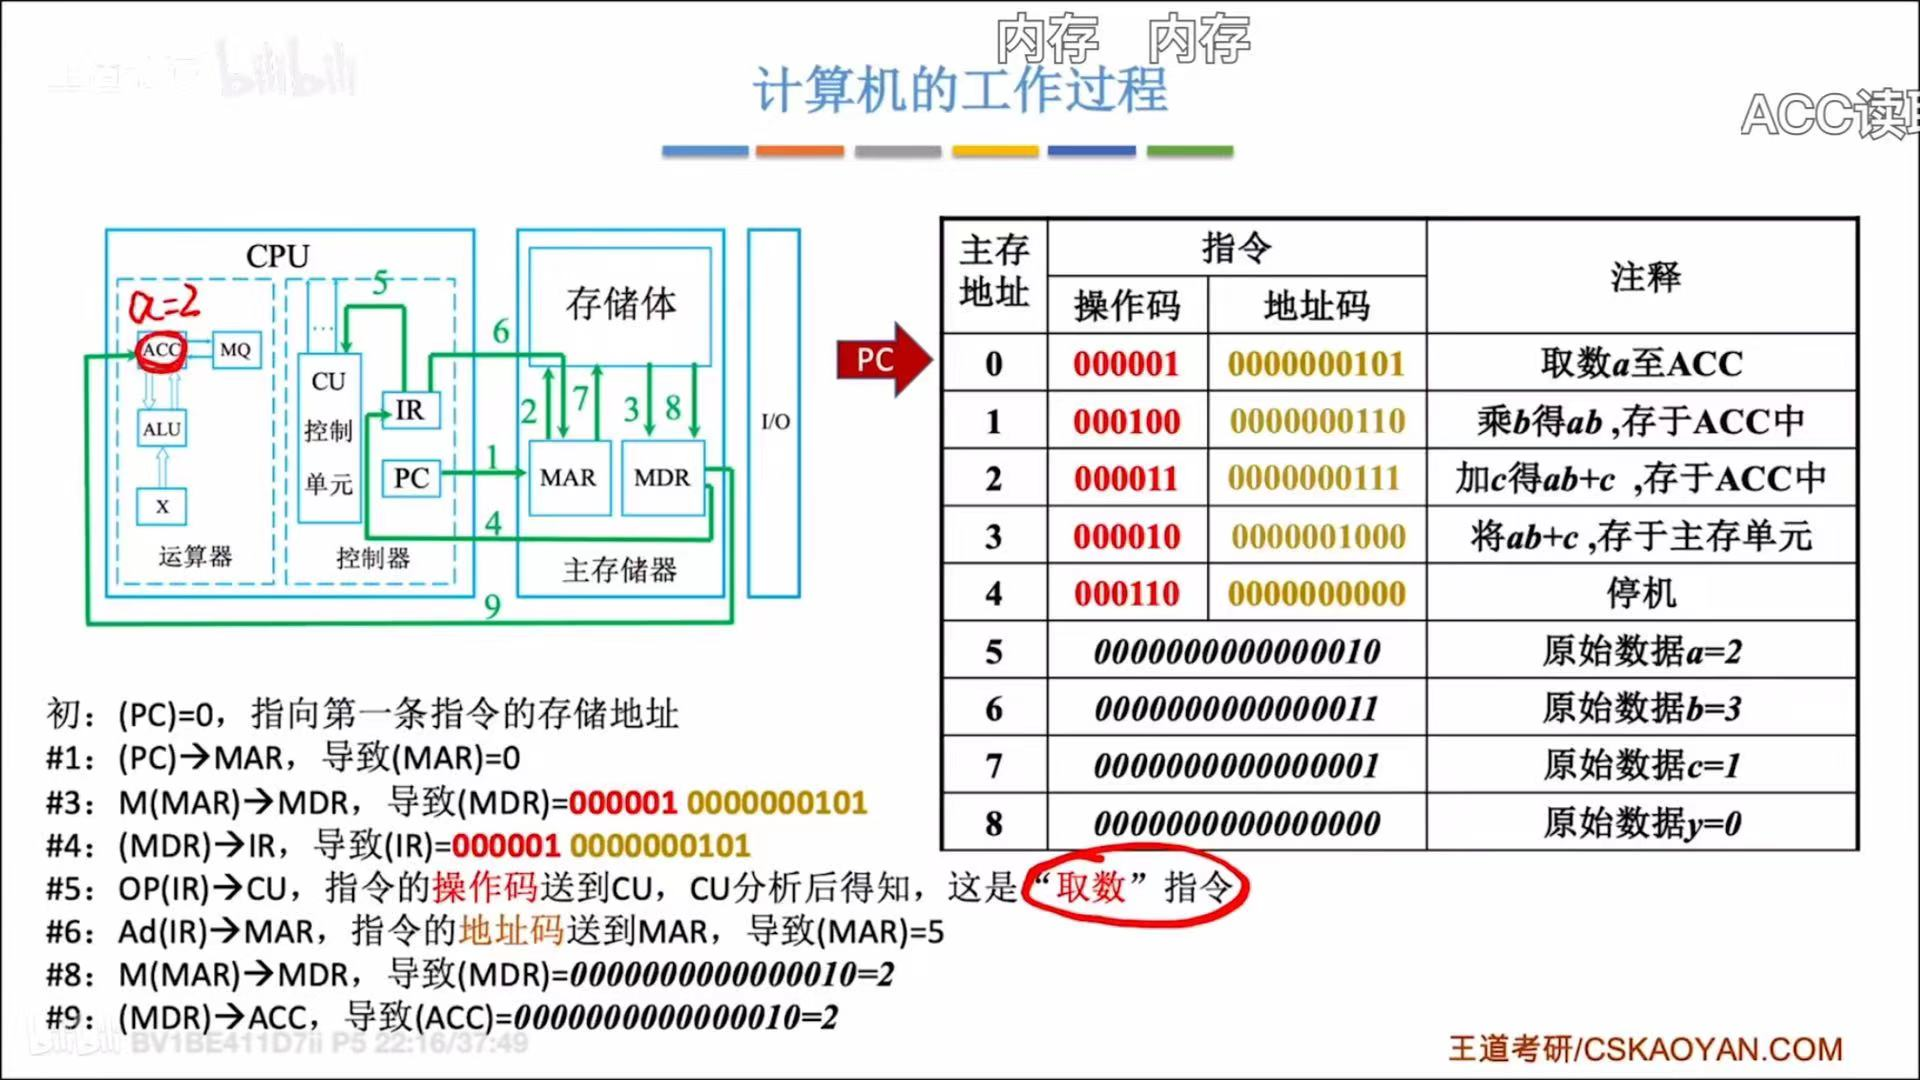 内存 内存
计算机的工作过程
ACC读
bilibili
CPU
a=2
ACC
MQ
ALU
X
运算器
5
...
CU
控制
单元
IR
PC
控制器
6
1
4
9
存储体
2
7
3
8
MAR
MDR
主存储器
I/O
PC
主存地址 指令 注释
操作码 地址码
0 000001 0000000101 取数a至ACC
1 000100 0000000110 乘b得ab ,存于ACC中
2 000011 0000000111 加c得ab+c ,存于ACC中
3 000010 0000001000 将ab+c ,存于主存单元
4 000110 0000000000 停机
5 0000000000000010 原始数据a=2
6 0000000000000011 原始数据b=3
7 0000000000000001 原始数据c=1
8 0000000000000000 原始数据y=0
初：(PC)=0，指向第一条指令的存储地址
#1：(PC)→MAR，导致(MAR)=0
#3：M(MAR)→MDR，导致(MDR)=000001 0000000101
#4：(MDR)→IR，导致(IR)=000001 0000000101
#5：OP(IR)→CU，指令的操作码送到CU，CU分析后得知，这是“取数”指令
#6：Ad(IR)→MAR，指令的地址码送到MAR，导致(MAR)=5
#8：M(MAR)→MDR，导致(MDR)=0000000000000010=2
#9：(MDR)→ACC，导致(ACC)=0000000000000010=2
bilibili BV1BE411D7ii P5 22:16/37:49
王道考研/CSKAOYAN.COM